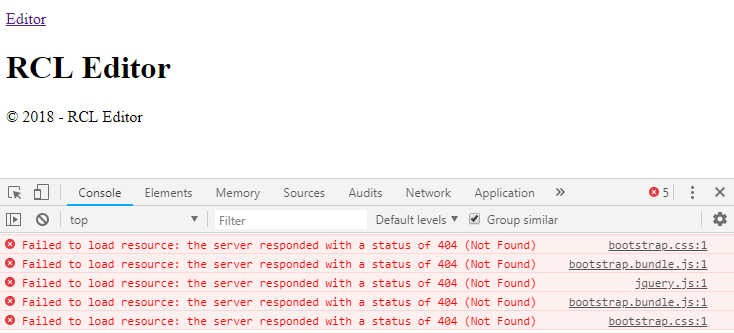 Editor
RCL Editor
© 2018 - RCL Editor
Console Elements Memory Sources Audits Network Application » 5
top Filter Default levels Group similar
Failed to load resource: the server responded with a status of 404 (Not Found) bootstrap.css:1
Failed to load resource: the server responded with a status of 404 (Not Found) bootstrap.bundle.js:1
Failed to load resource: the server responded with a status of 404 (Not Found) jquery.js:1
Failed to load resource: the server responded with a status of 404 (Not Found) bootstrap.bundle.js:1
Failed to load resource: the server responded with a status of 404 (Not Found) bootstrap.css:1